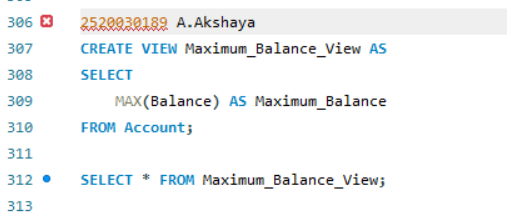 306 2520030189 A.Akshaya
307 CREATE VIEW Maximum_Balance_View AS
308 SELECT
309 MAX(Balance) AS Maximum_Balance
310 FROM Account;
311
312 SELECT * FROM Maximum_Balance_View;
313